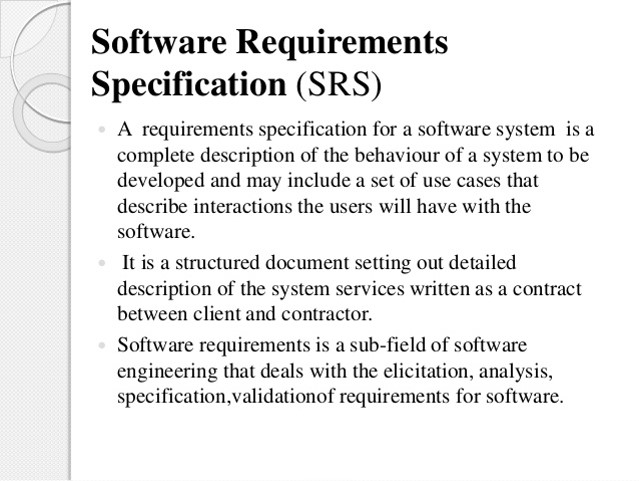 Software Requirements
Specification (SRS)
A  requirements specification for a software system  is a
complete description of the behaviour of a system to be
developed and may include a set of use cases that
describe interactions the users will have with the
software.
It is a structured document setting out detailed
description of the system services written as a contract
between client and contractor.
Software requirements is a sub-field of software
engineering that deals with the elicitation, analysis,
specification,validationof requirements for software.